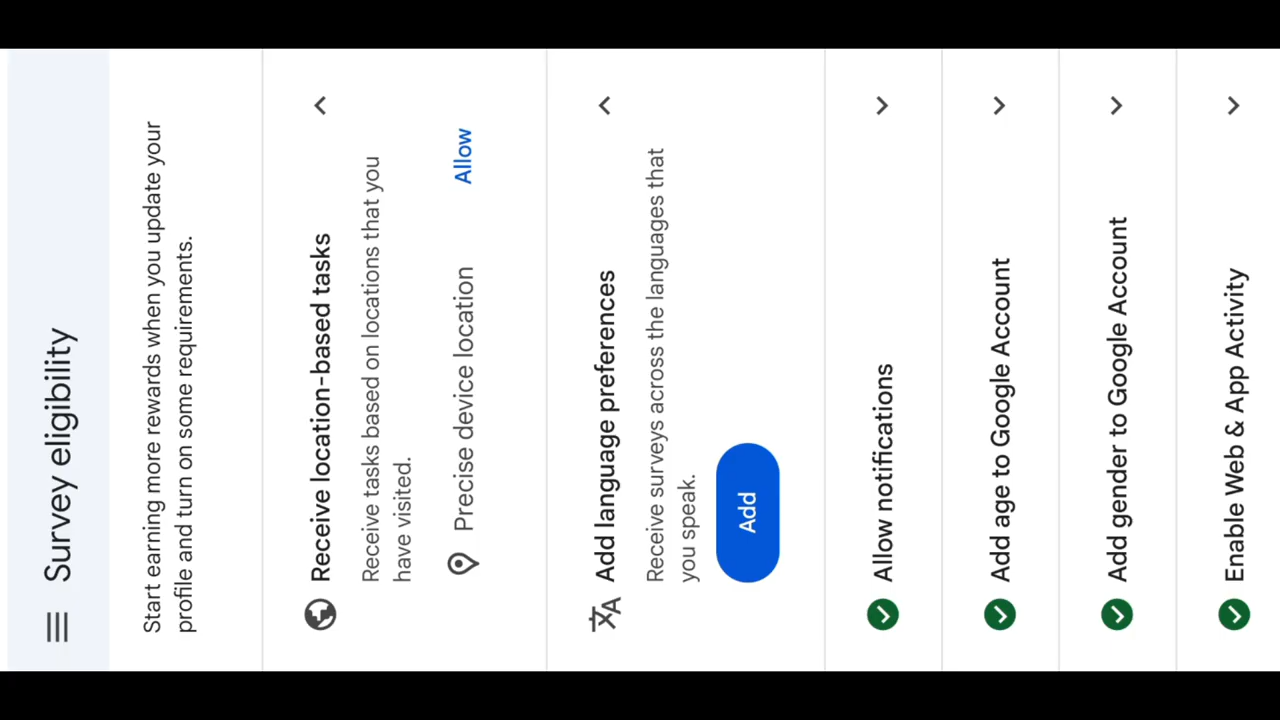 Survey eligibility
Start earning more rewards when you update your
profile and turn on some requirements.
Receive location-based tasks
Receive tasks based on locations that you
have visited.
Precise device location
Allow
Add language preferences
Receive surveys across the languages that
you speak.
Add
Allow notifications
Add age to Google Account
Add gender to Google Account
Enable Web & App Activity